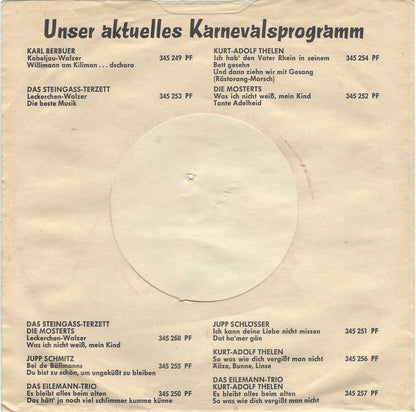 Unser aktuelles Karnevalsprogramm
KARL BERBUER
Kabeljau-Walzer 345 249 PF
Willimann am Kiliman . . . dscharo
DAS STEINGASS-TERZETT
Leckerchen-Walzer 345 253 PF
Die beste Musik
KURT-ADOLF THELEN
Ich hab' den Vater Rhein in seinem 345 254 PF
Bett gesehn
Und dann ziehn wir mit Gesang
(Rästorang-Marsch)
DIE MOSTERTS
Was ich nicht weiß, mein Kind 345 252 PF
Tante Adelheid
DAS STEINGASS-TERZETT
DIE MOSTERTS
Leckerchen-Walzer 345 258 PF
Was ich nicht weiß, mein Kind
JUPP SCHMITZ
Bei de Bällmanns 345 255 PF
Du bist zu schön, um ungeküßt zu bleiben
DAS EILEMANN-TRIO
Es bleibt alles beim alten 345 250 PF
Das hätt' je noch viel schlimmer kumme künne
JUPP SCHLÖSSER
Ich kann deine Liebe nicht missen 345 251 PF
Dat ha'mer gän
KURT-ADOLF THELEN
So was wie dich vergißt man nicht 345 256 PF
Käze, Bunne, Linse
DAS EILEMANN-TRIO
KURT-ADOLF THELEN
Es bleibt alles beim alten 345 257 PF
So was wie dich vergißt man nicht